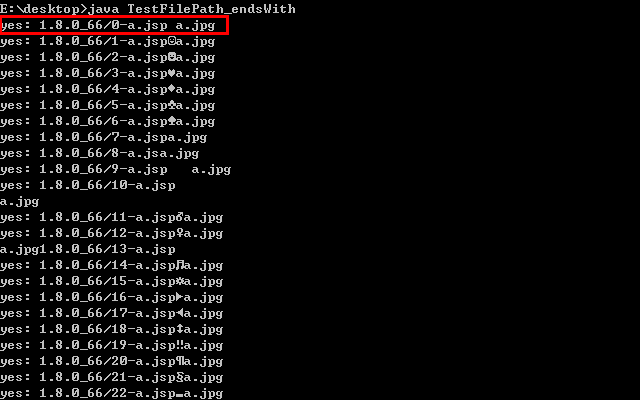 E:\desktop>java TestFilePath_endsWith
yes: 1.8.0_66/0-a.jsp a.jpg
yes: 1.8.0_66/1-a.jsp☺a.jpg
yes: 1.8.0_66/2-a.jsp☻a.jpg
yes: 1.8.0_66/3-a.jsp♥a.jpg
yes: 1.8.0_66/4-a.jsp♦a.jpg
yes: 1.8.0_66/5-a.jsp♣a.jpg
yes: 1.8.0_66/6-a.jsp♠a.jpg
yes: 1.8.0_66/7-a.jspa.jpg
yes: 1.8.0_66/8-a.jsa.jpg
yes: 1.8.0_66/9-a.jsp   a.jpg
yes: 1.8.0_66/10-a.jsp
a.jpg
yes: 1.8.0_66/11-a.jsp♂a.jpg
yes: 1.8.0_66/12-a.jsp♀a.jpg
a.jpg1.8.0_66/13-a.jsp
yes: 1.8.0_66/14-a.jsp♫a.jpg
yes: 1.8.0_66/15-a.jsp☼a.jpg
yes: 1.8.0_66/16-a.jsp►a.jpg
yes: 1.8.0_66/17-a.jsp◄a.jpg
yes: 1.8.0_66/18-a.jsp↕a.jpg
yes: 1.8.0_66/19-a.jsp‼a.jpg
yes: 1.8.0_66/20-a.jsp¶a.jpg
yes: 1.8.0_66/21-a.jsp§a.jpg
yes: 1.8.0_66/22-a.jsp▬a.jpg